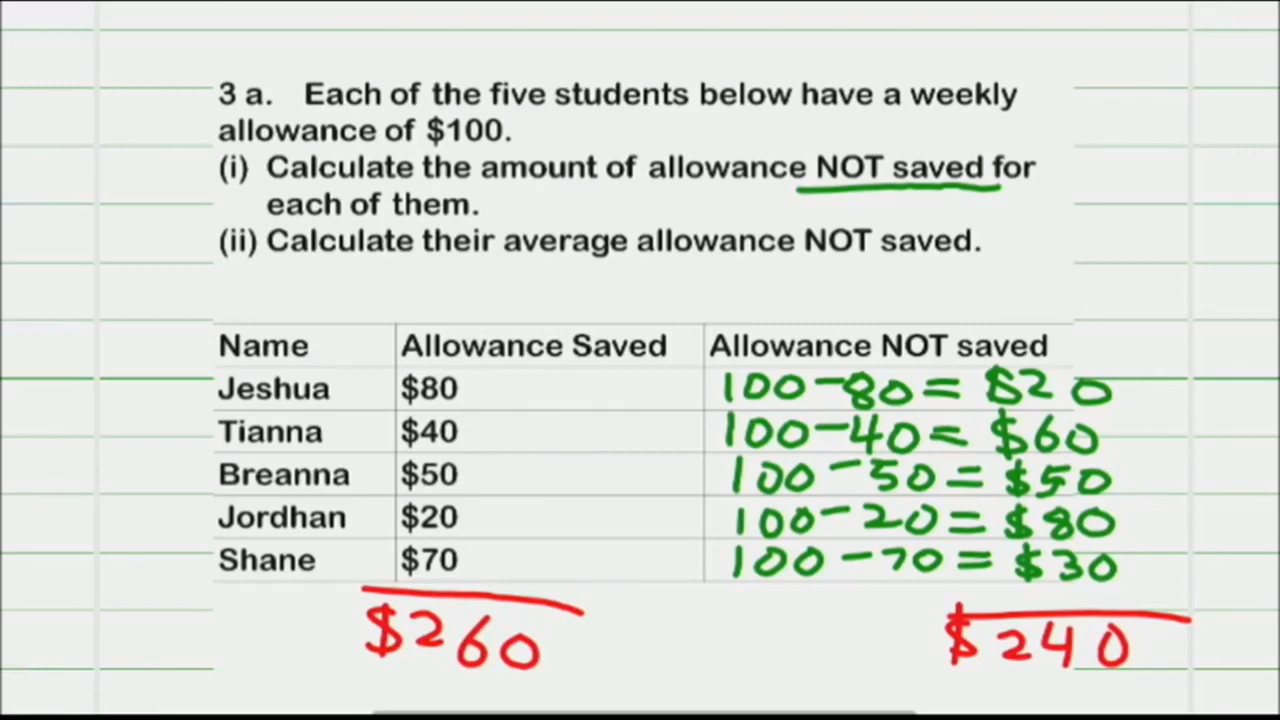 3 a. Each of the five students below have a weekly
allowance of $100.
(i) Calculate the amount of allowance NOT saved for
each of them.
(ii) Calculate their average allowance NOT saved.
Name Allowance Saved Allowance NOT saved
Jeshua $80 100-80 = $20
Tianna $40 100-40 = $60
Breanna $50 100-50 = $50
Jordhan $20 100-20 = $80
Shane $70 100-70 = $30
$260 $240